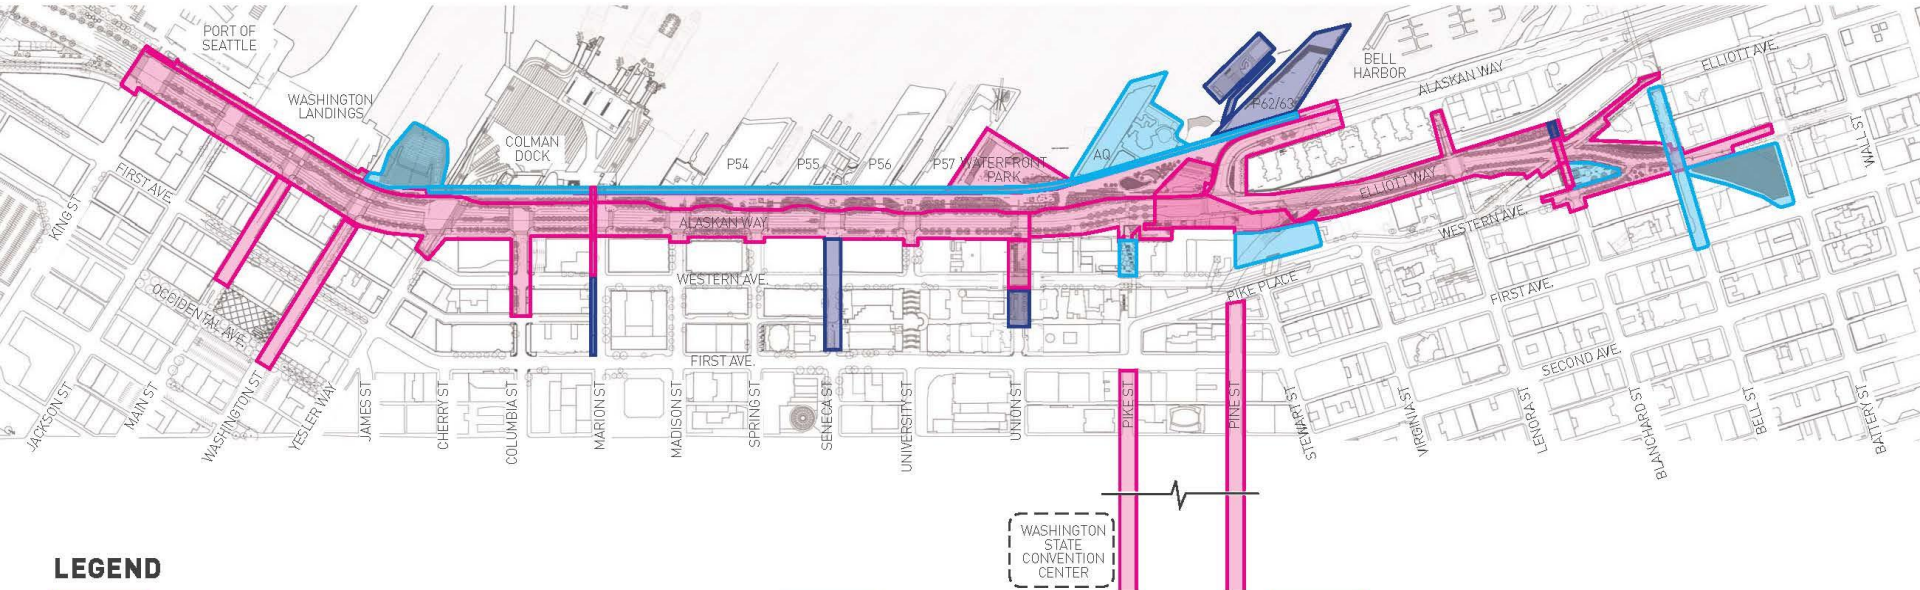 PORT OF
SEATTLE
WASHINGTON
LANDINGS
COLMAN
DOCK
P54
P55
P56
P57
WATERFRONT
PARK
AQ
P62/63
BELL
HARBOR
ALASKAN WAY
ELLIOTT AVE.
WALL ST
KING ST
FIRST AVE.
OCCIDENTAL AVE.
ALASKAN WAY
WESTERN AVE.
FIRST AVE.
ELLIOTT WAY
WESTERN AVE.
PIKE PLACE
FIRST AVE.
SECOND AVE.
JACKSON ST
MAIN ST
WASHINGTON ST
YESLER WAY
JAMES ST
CHERRY ST
COLUMBIA ST
MARION ST
MADISON ST
SPRING ST
SENECA ST
UNIVERSITY ST
UNION ST
PIKE ST
PINE ST
STEWART ST
VIRGINIA ST
LENORA ST
BLANCHARD ST
BELL ST
BATTERY ST
WASHINGTON
STATE
CONVENTION
CENTER
LEGEND